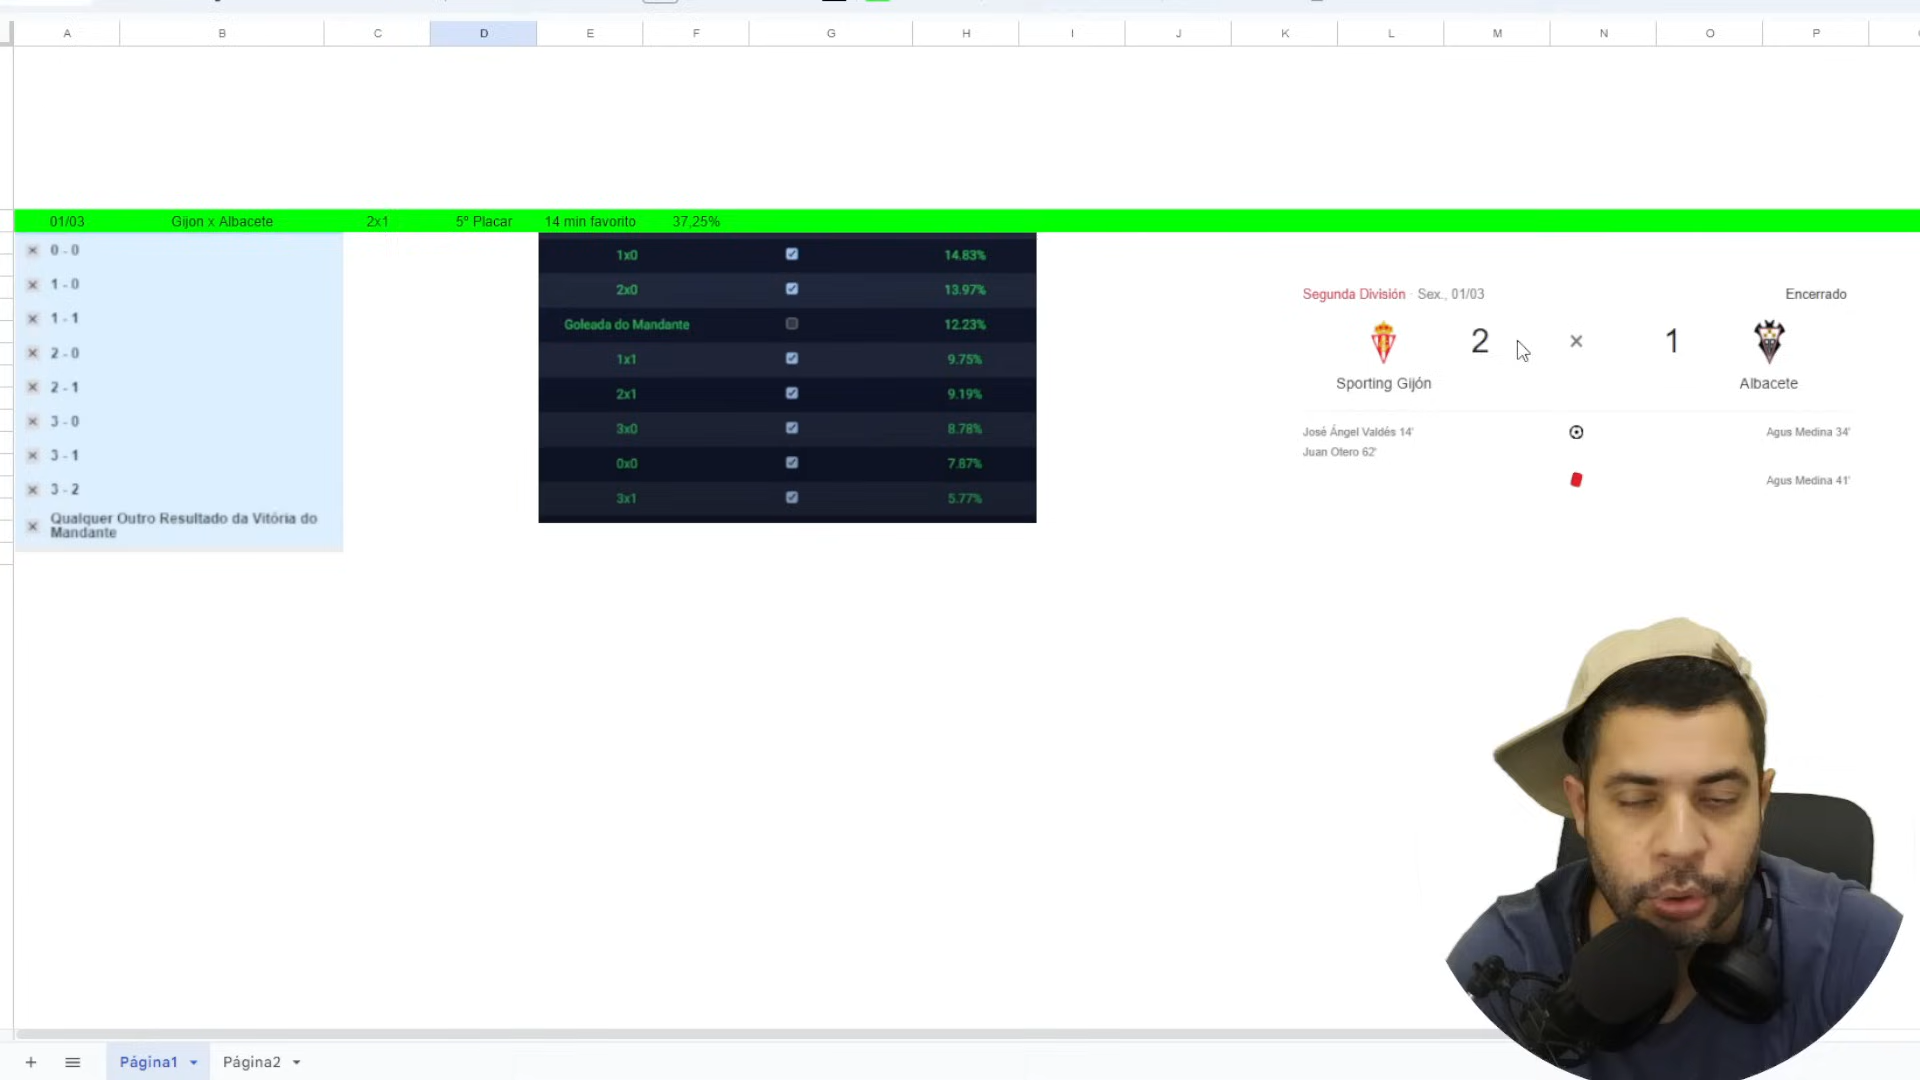 A B C D E F G H I J K L M N O P
01/03 Gijon x Albacete 2x1 5º Placar 14 min favorito 37,25%
0 - 0
1 - 0
1 - 1
2 - 0
2 - 1
3 - 0
3 - 1
3 - 2
Qualquer Outro Resultado da Vitória do
Mandante
1x0 14.83%
2x0 13.97%
Goleada do Mandante 12.23%
1x1 9.75%
2x1 9.19%
3x0 8.78%
0x0 7.87%
3x1 5.77%
Segunda División · Sex., 01/03 Encerrado
2 × 1
Sporting Gijón Albacete
José Ángel Valdés 14' Agus Medina 34'
Juan Otero 62'
Agus Medina 41'
Página1 Página2